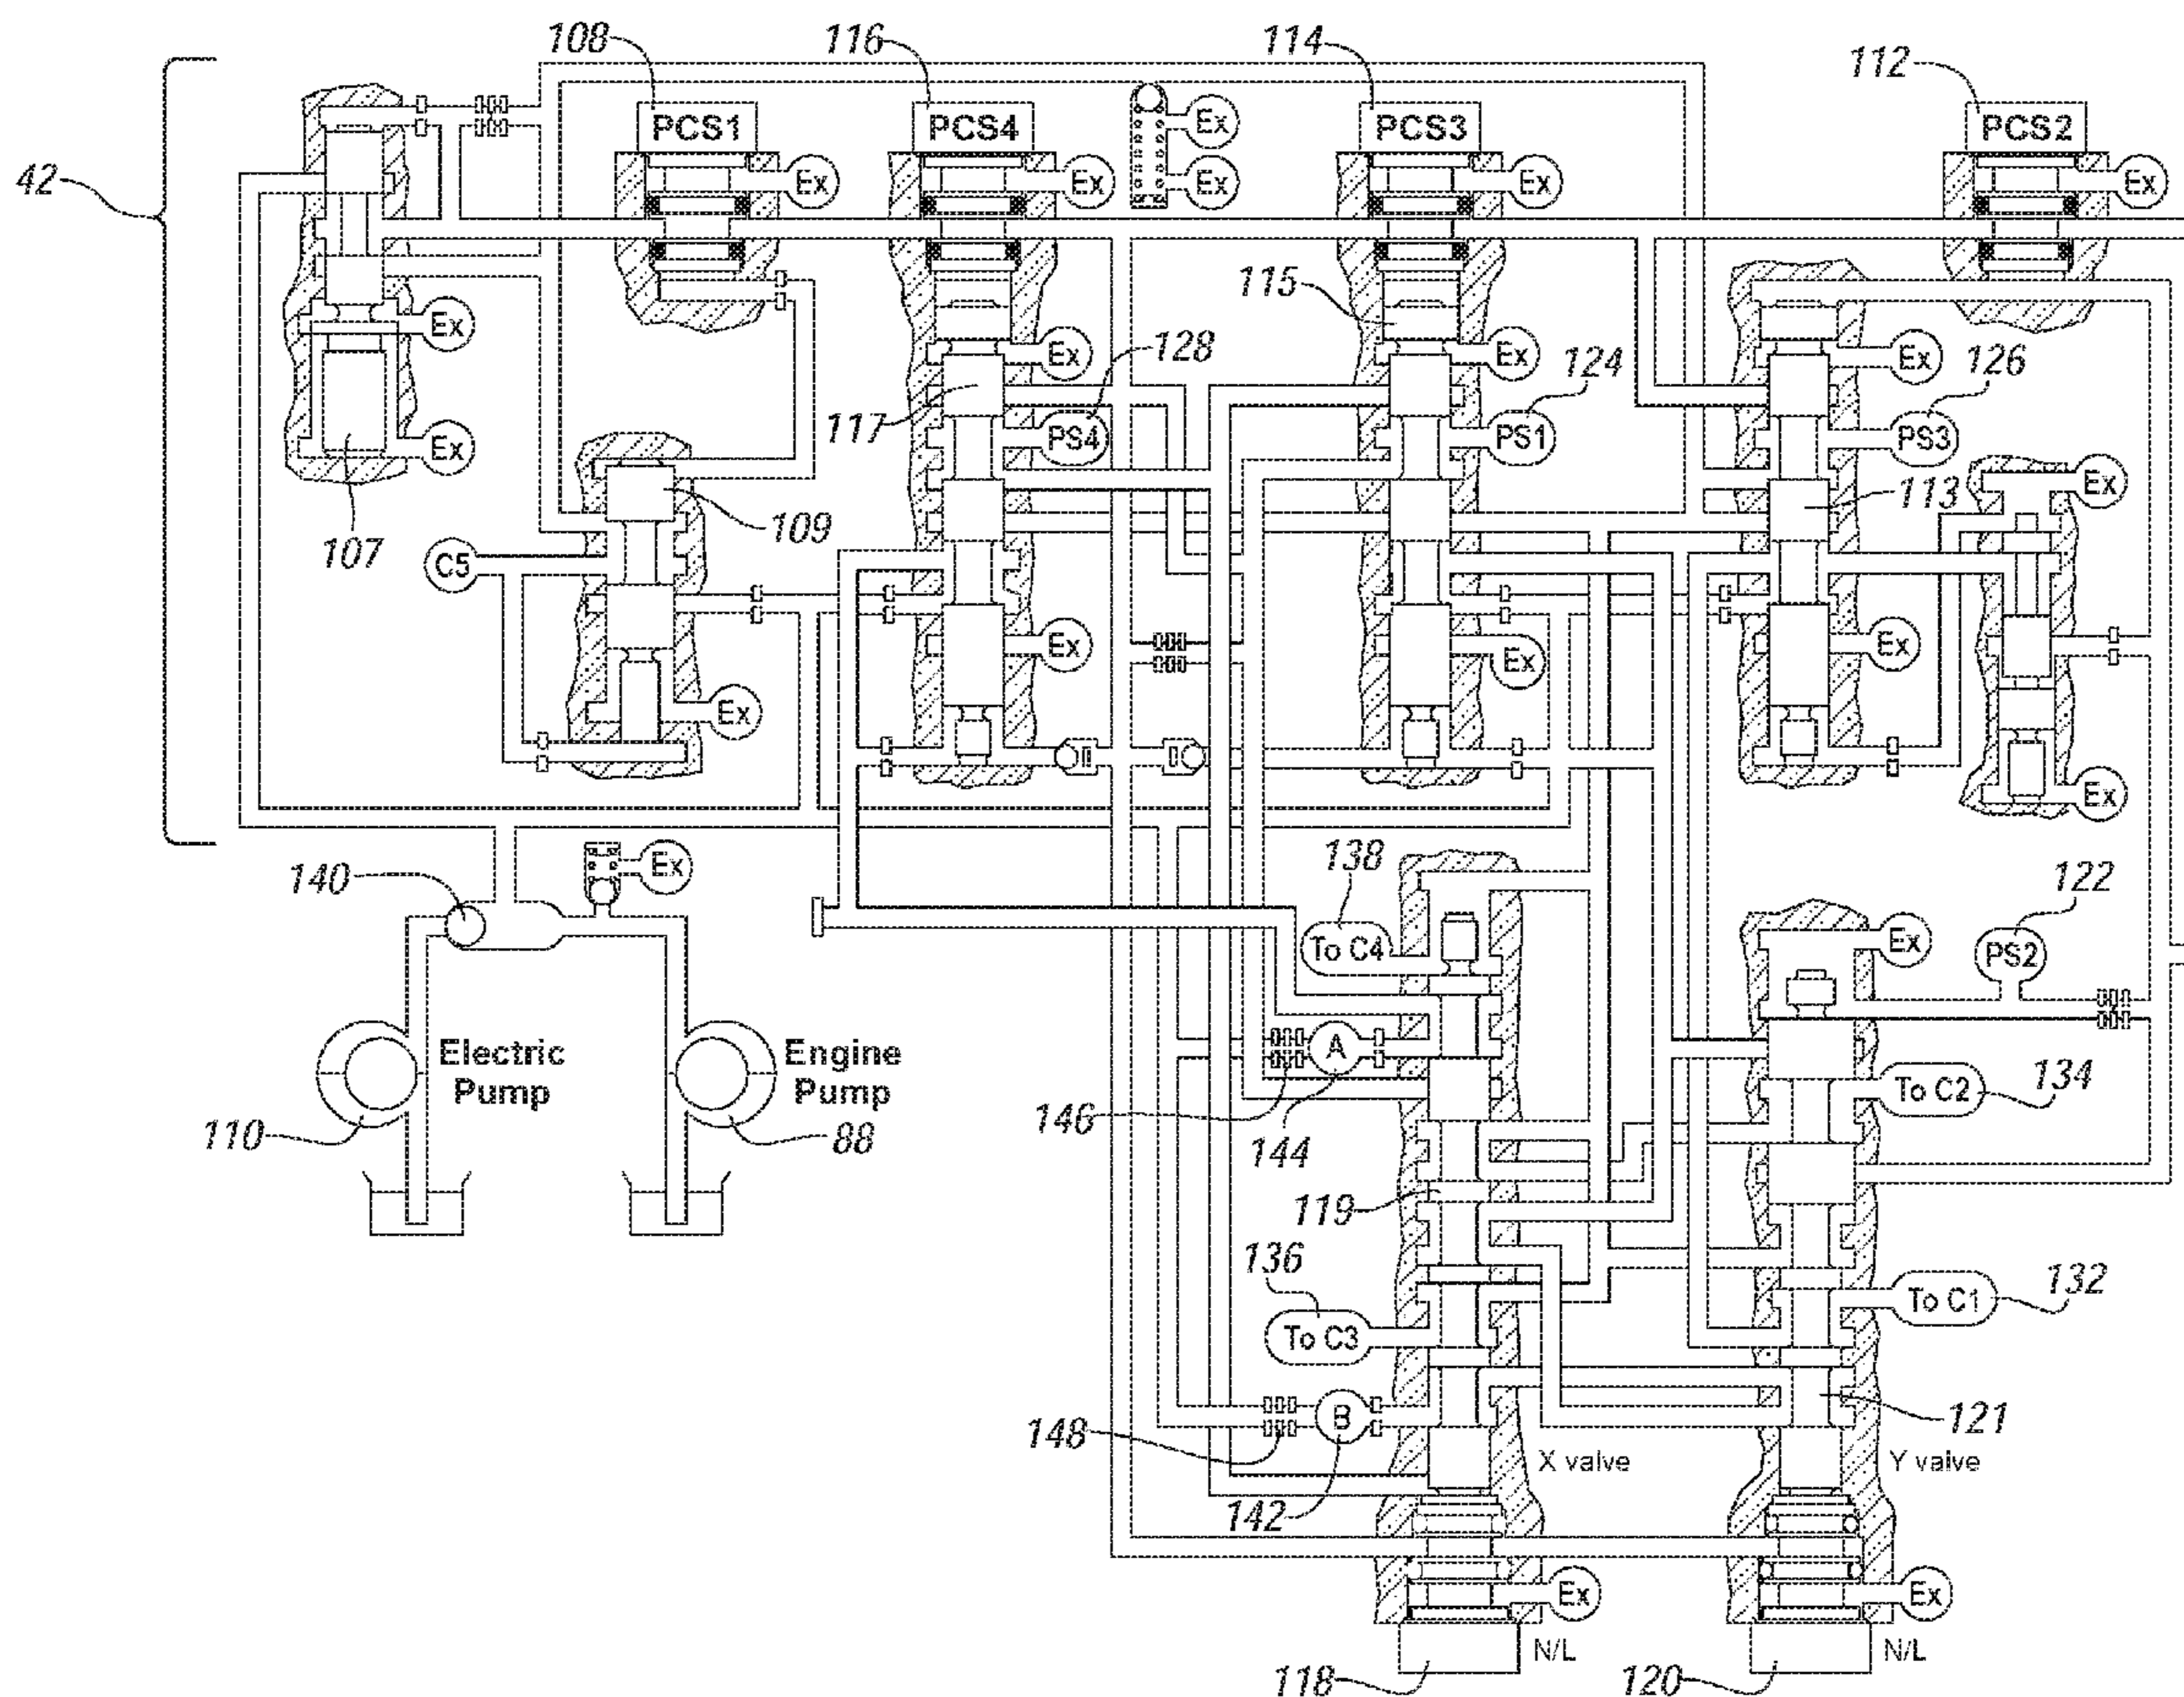 108
116
114
112
42
PCS1
PCS4
PCS3
PCS2
Ex
Ex
Ex
Ex
Ex
Ex
115
Ex
Ex
Ex
Ex
128
124
126
117
PS4
PS1
PS3
Ex
Ex
113
107
109
C5
Ex
Ex
Ex
Ex
Ex
140
Ex
138
122
To C4
Ex
PS2
Electric Pump
Engine Pump
A
To C2
134
110
88
146
144
119
136
132
To C1
To C3
148
B
121
X valve
Y valve
142
Ex
Ex
N/L
N/L
118
120